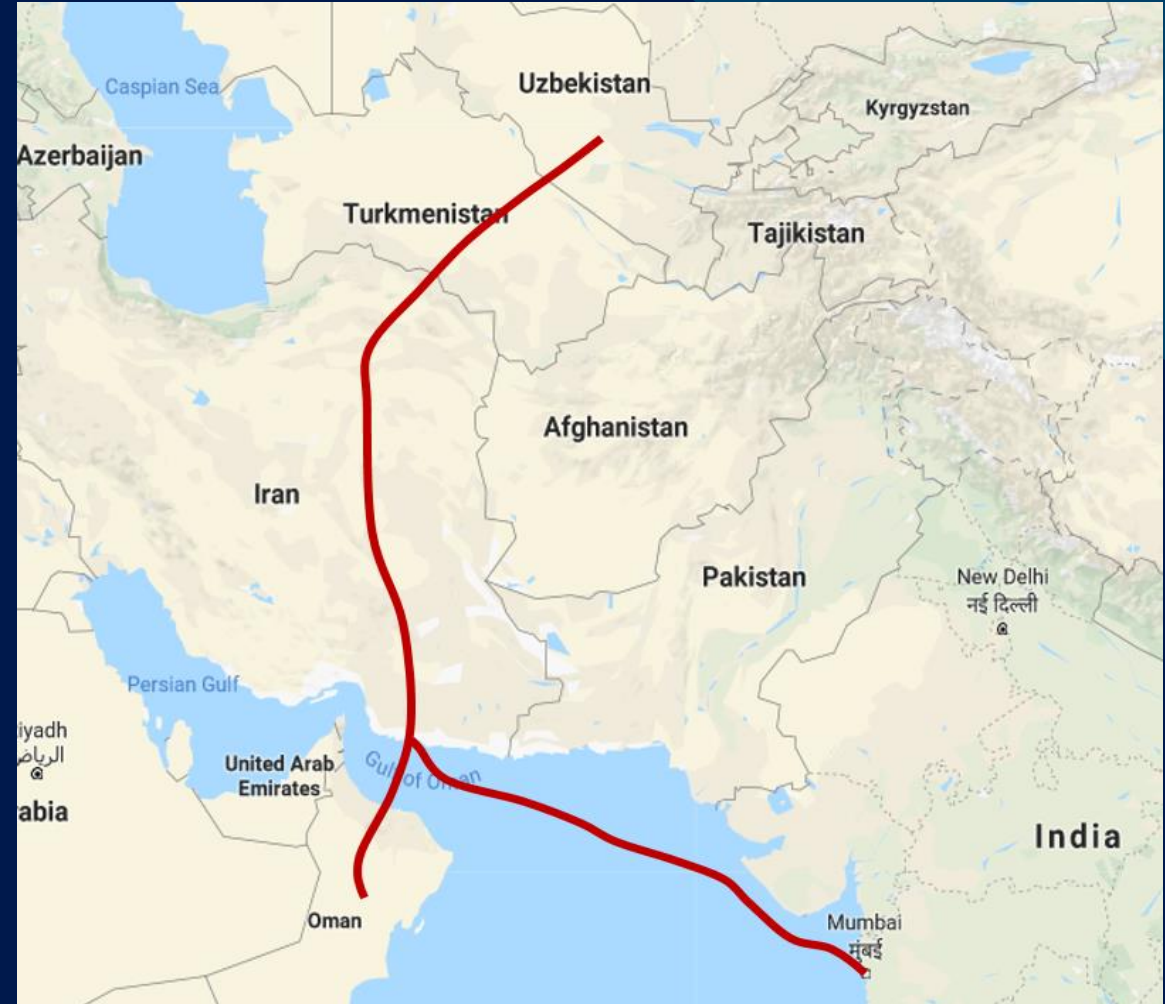 Caspian Sea
Uzbekistan
Kyrgyzstan
Azerbaijan
Turkmenistan
Tajikistan
Afghanistan
Iran
Pakistan
New Delhi
नई दिल्ली
Persian Gulf
iyadh
الرياض
United Arab
Emirates
Gulf of Oman
abia
India
Oman
Mumbai
मुंबई